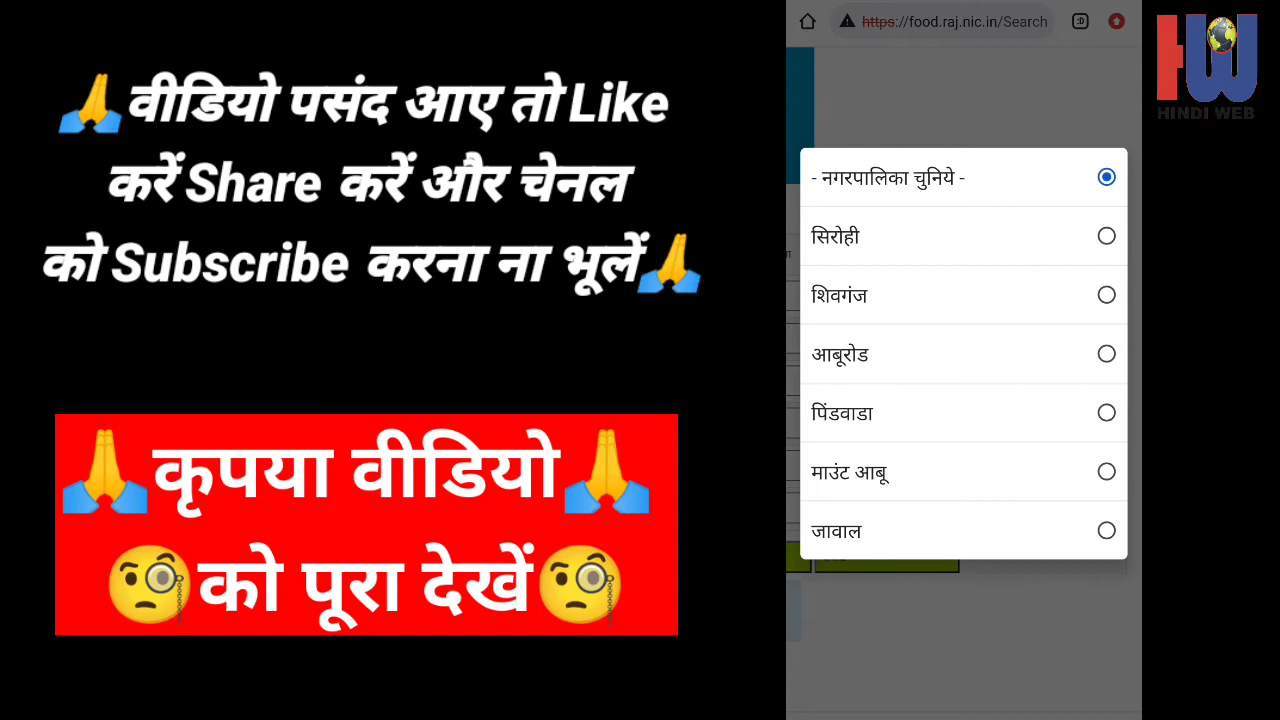 🙏वीडियो पसंद आए तो Like
करें Share करें और चेनल
को Subscribe करना ना भूलें🙏
🙏कृपया वीडियो🙏
🧐को पूरा देखें🧐
https://food.raj.nic.in/Search
:D
- नगरपालिका चुनिये -
सिरोही
शिवगंज
आबूरोड
पिंडवाडा
माउंट आबू
जावाल
HW
HINDI WEB